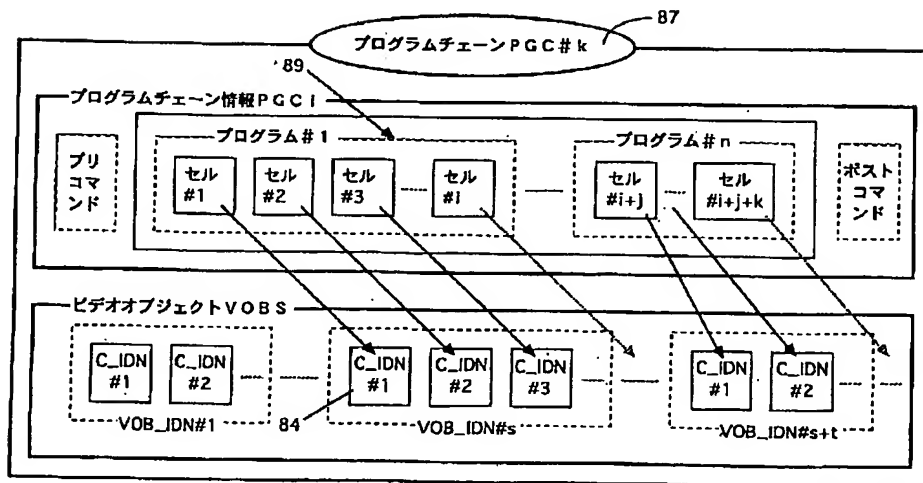 プログラムチェーンPGC#k
87
89
プログラムチェーン情報PGCI
プログラム#1
プログラム#n
プリ
コマ
ンド
セル
#1
セル
#2
セル
#3
セル
#i
セル
#i+j
セル
#i+j+k
ポスト
コマ
ンド
ビデオオブジェクトVOBS
C_IDN
#1
C_IDN
#2
VOB_IDN#1
C_IDN
#1
C_IDN
#2
C_IDN
#3
84
VOB_IDN#s
C_IDN
#1
C_IDN
#2
VOB_IDN#s+t